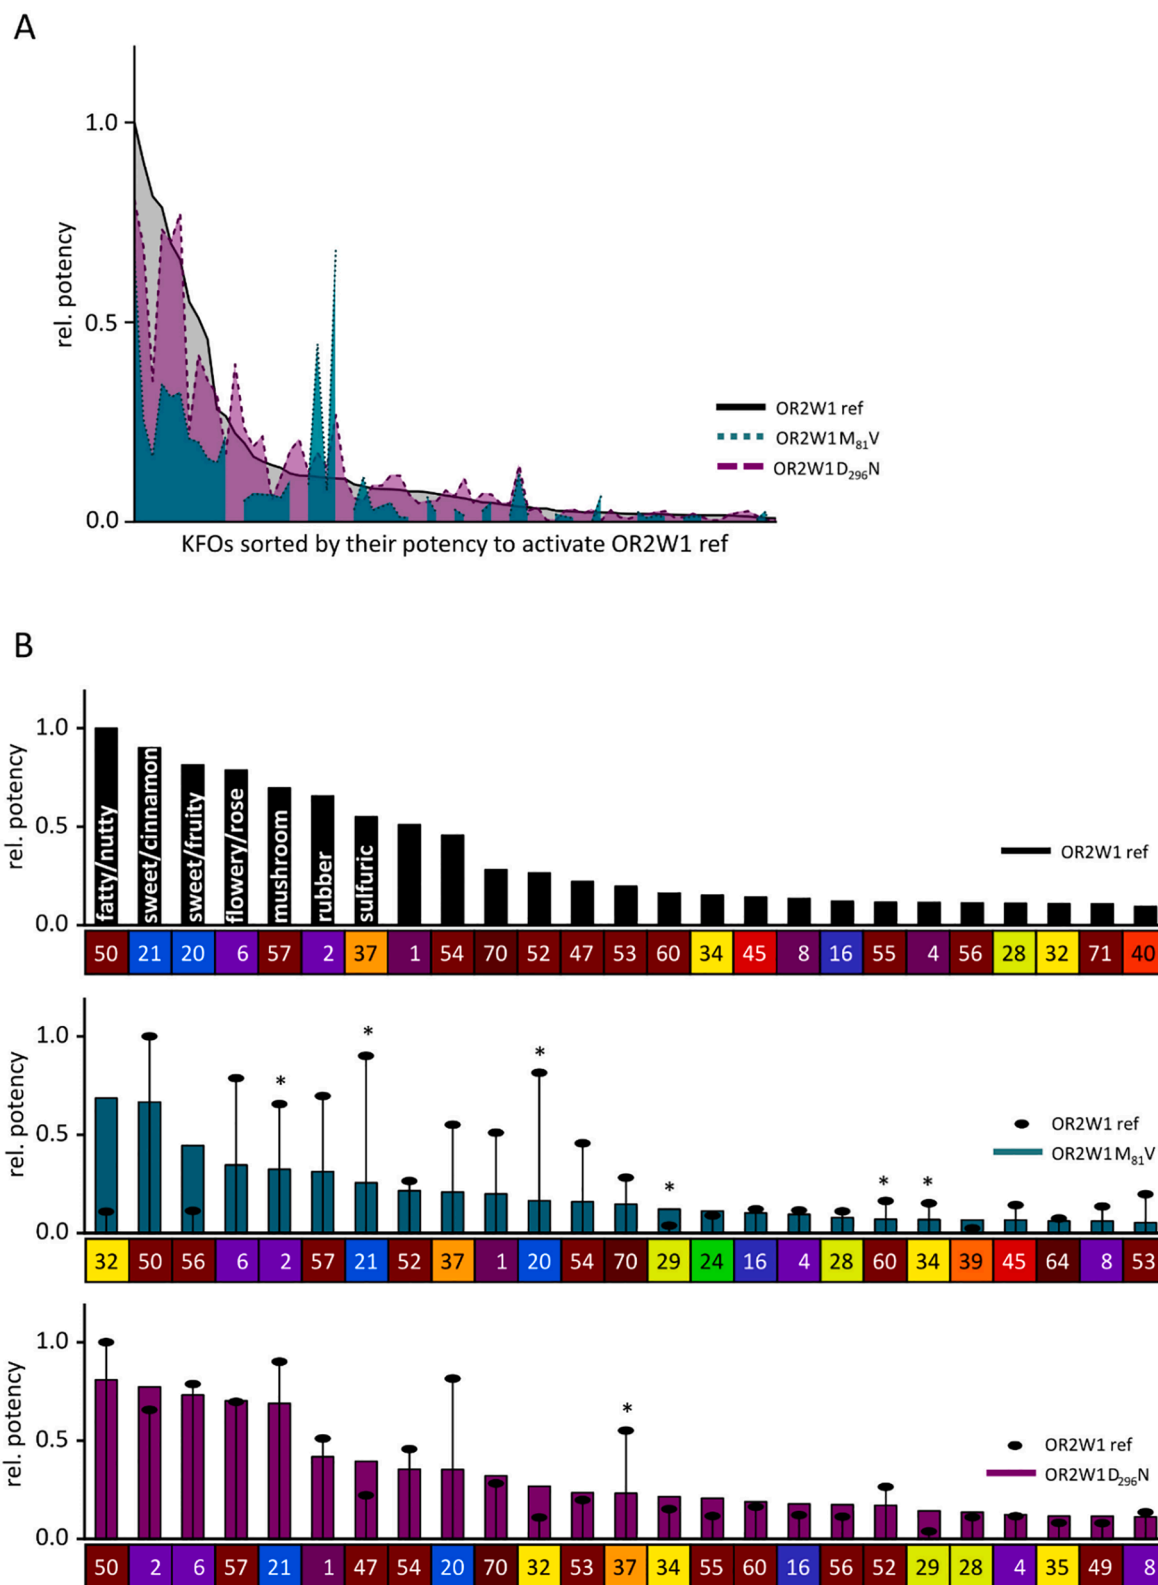 A
1.0
rel. potency
0.5
0.0
OR2W1 ref
OR2W1 M81V
OR2W1 D296N
KFOs sorted by their potency to activate OR2W1 ref
B
1.0
rel. potency
0.5
0.0
fatty/nutty
sweet/cinnamon
sweet/fruity
flowery/rose
mushroom
rubber
sulfuric
OR2W1 ref
50 21 20 6 57 2 37 1 54 70 52 47 53 60 34 45 8 16 55 4 56 28 32 71 40
1.0
rel. potency
0.5
0.0
* * * * * *
OR2W1 ref
OR2W1 M81V
32 50 56 6 2 57 21 52 37 1 20 54 70 29 24 16 4 28 60 34 39 45 64 8 53
1.0
rel. potency
0.5
0.0
*
OR2W1 ref
OR2W1 D296N
50 2 6 57 21 1 47 54 20 70 32 53 37 34 55 60 16 56 52 29 28 4 35 49 8